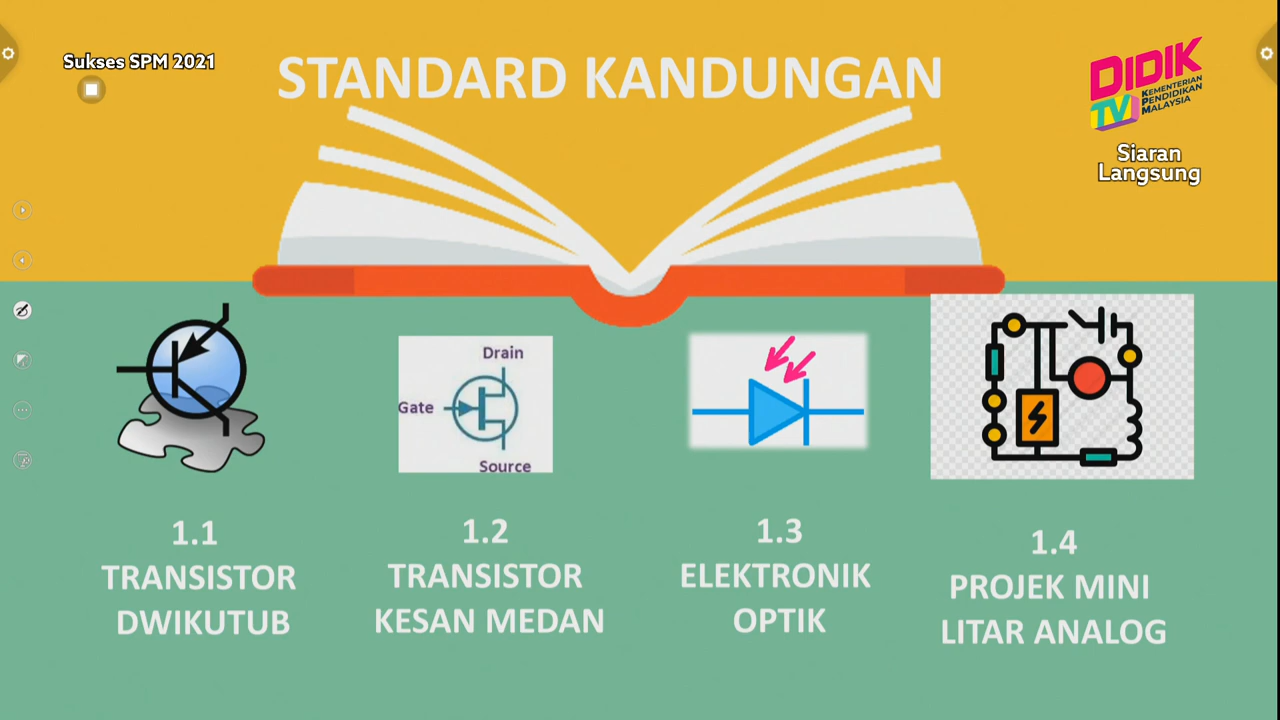 Sukses SPM 2021
STANDARD KANDUNGAN
DIDIK
TV
KEMENTERIAN
PENDIDIKAN
MALAYSIA
Siaran
Langsung
Drain
Gate
Source
1.1
TRANSISTOR
DWIKUTUB
1.2
TRANSISTOR
KESAN MEDAN
1.3
ELEKTRONIK
OPTIK
1.4
PROJEK MINI
LITAR ANALOG